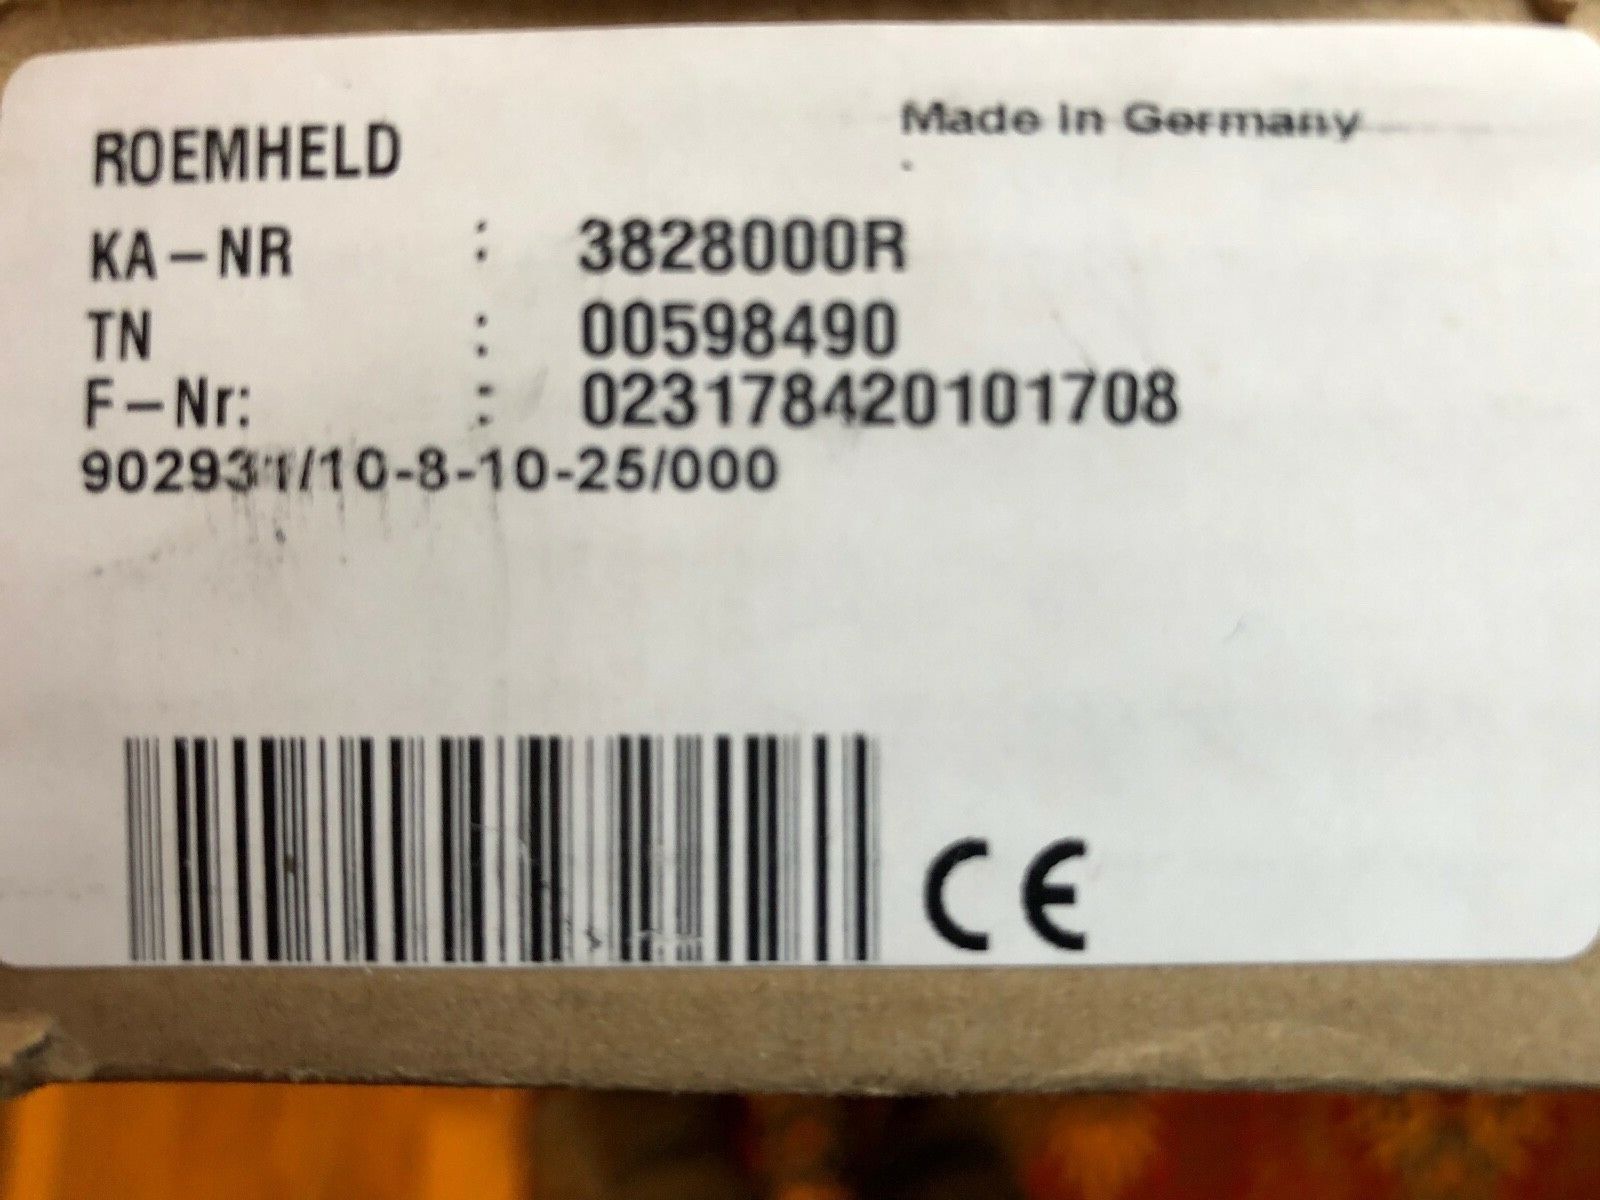 ROEMHELD
Made in Germany
KA-NR : 3828000R
TN : 00598490
F-Nr: : 023178420101708
902931/10-8-10-25/000
CE